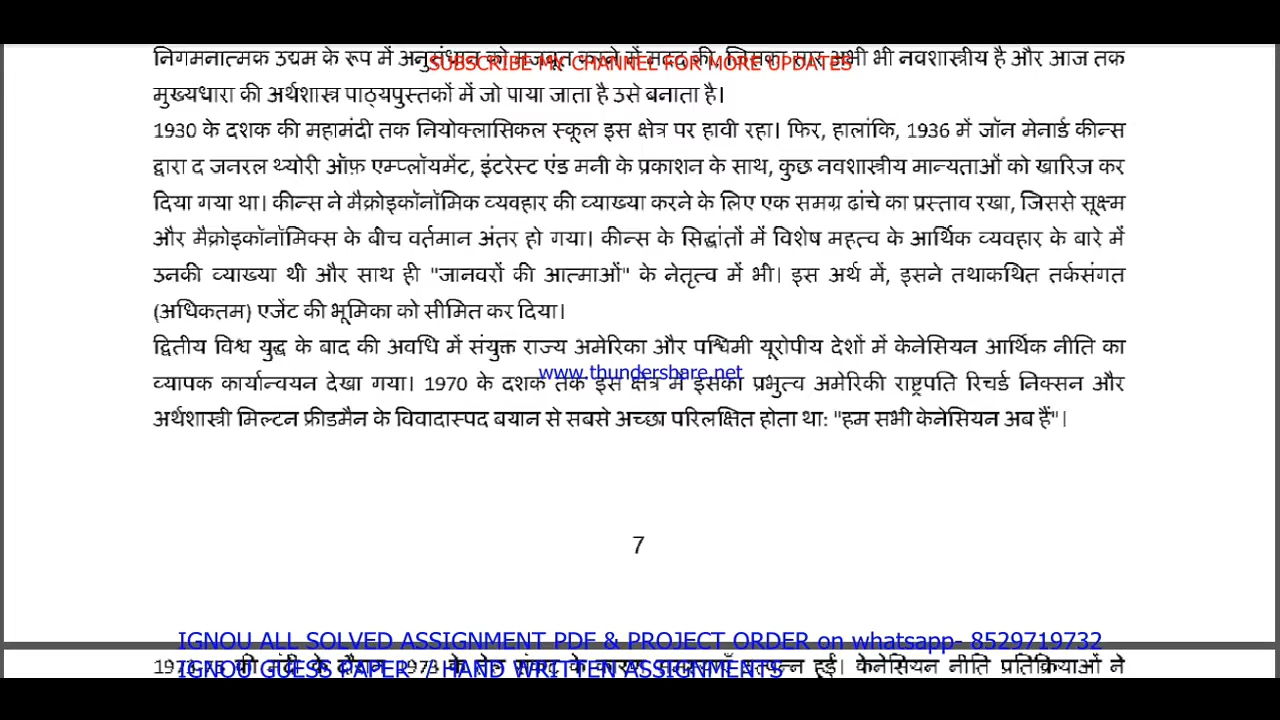 निगमनात्मक उद्यम के रूप में अनुसंधान को मजबूत करने में मदद की, जिसका सार अभी भी नवशास्त्रीय है और आज तक
SUBSCRIBE MY CHANNEL FOR MORE UPDATES
मुख्यधारा की अर्थशास्त्र पाठ्यपुस्तकों में जो पाया जाता है उसे बनाता है।
1930 के दशक की महामंदी तक नियोक्लासिकल स्कूल इस क्षेत्र पर हावी रहा। फिर, हालांकि, 1936 में जॉन मेनार्ड कीन्स
द्वारा द जनरल थ्योरी ऑफ़ एम्प्लॉयमेंट, इंटरेस्ट एंड मनी के प्रकाशन के साथ, कुछ नवशास्त्रीय मान्यताओं को खारिज कर
दिया गया था। कीन्स ने मैक्रोइकॉनॉमिक व्यवहार की व्याख्या करने के लिए एक समग्र ढांचे का प्रस्ताव रखा, जिससे सूक्ष्म
और मैक्रोइकॉनॉमिक्स के बीच वर्तमान अंतर हो गया। कीन्स के सिद्धांतों में विशेष महत्व के आर्थिक व्यवहार के बारे में
उनकी व्याख्या थी और साथ ही "जानवरों की आत्माओं" के नेतृत्व में भी। इस अर्थ में, इसने तथाकथित तर्कसंगत
(अधिकतम) एजेंट की भूमिका को सीमित कर दिया।
द्वितीय विश्व युद्ध के बाद की अवधि में संयुक्त राज्य अमेरिका और पश्चिमी यूरोपीय देशों में केनेसियन आर्थिक नीति का
www.thundershare.net
व्यापक कार्यान्वयन देखा गया। 1970 के दशक तक इस क्षेत्र में इसका प्रभुत्व अमेरिकी राष्ट्रपति रिचर्ड निक्सन और
अर्थशास्त्री मिल्टन फ्रीडमैन के विवादास्पद बयान से सबसे अच्छा परिलक्षित होता था: "हम सभी केनेसियन अब हैं"।
7
IGNOU ALL SOLVED ASSIGNMENT PDF & PROJECT ORDER on whatsapp- 8529719732
की मंदी के दौरान के कारण हुईं। केनेसियन नीति प्रतिक्रियाओं ने
IGNOU GUESS PAPER // HAND WRITTEN ASSIGNMENTS